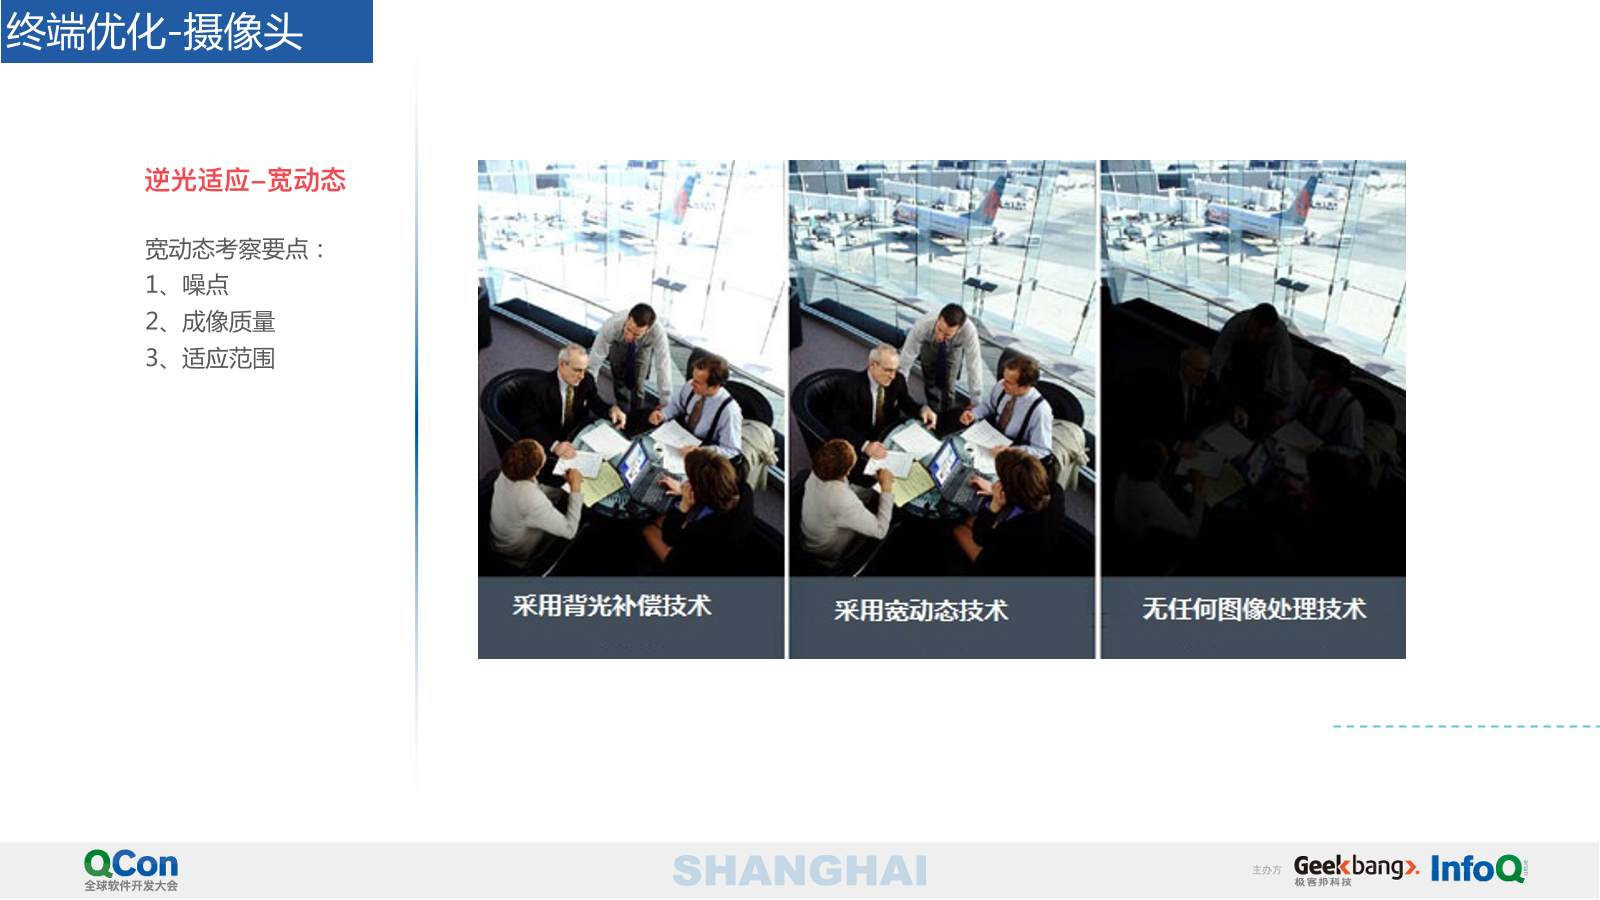 终端优化-摄像头
逆光适应–宽动态
宽动态考察要点：
1、噪点
2、成像质量
3、适应范围
采用背光补偿技术
采用宽动态技术
无任何图像处理技术
QCon
全球软件开发大会
SHANGHAI
主办方
Geekbang
极客邦科技
InfoQ